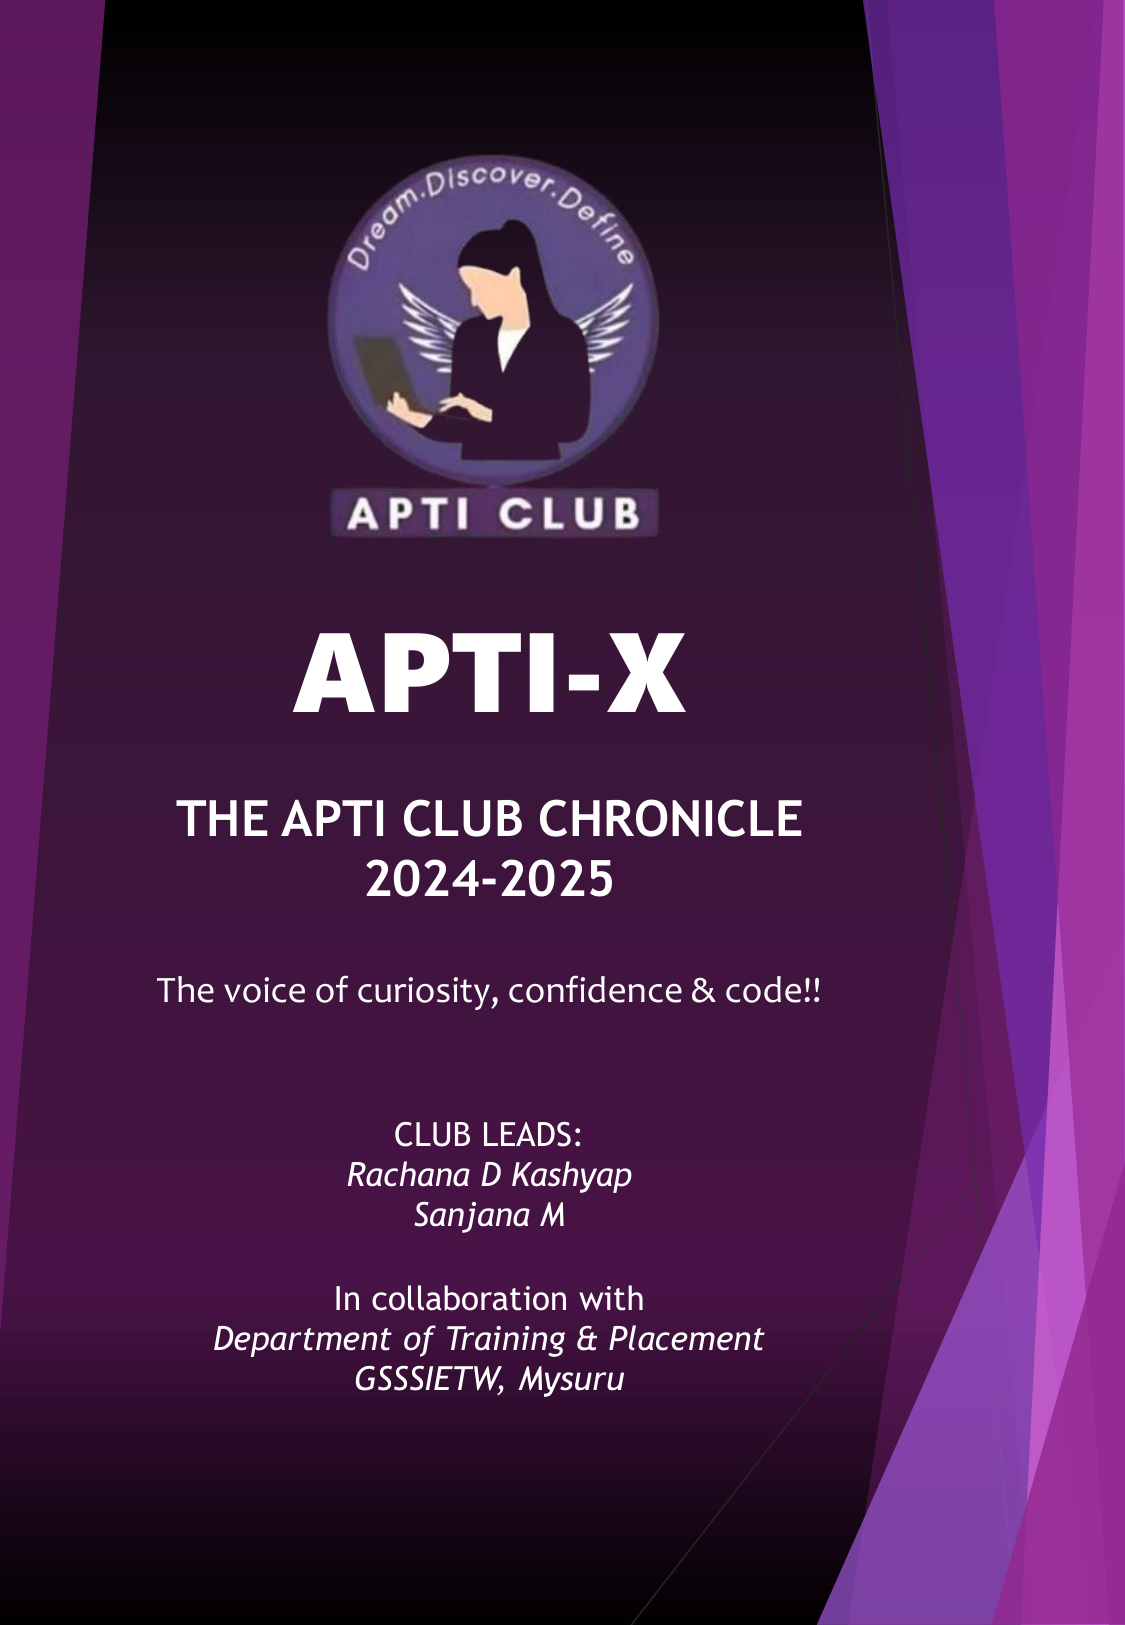 Dream.Discover.Define
APTI CLUB
APTI-X
THE APTI CLUB CHRONICLE
2024-2025
The voice of curiosity, confidence & code!!
CLUB LEADS:
Rachana D Kashyap
Sanjana M
In collaboration with
Department of Training & Placement
GSSSIETW, Mysuru